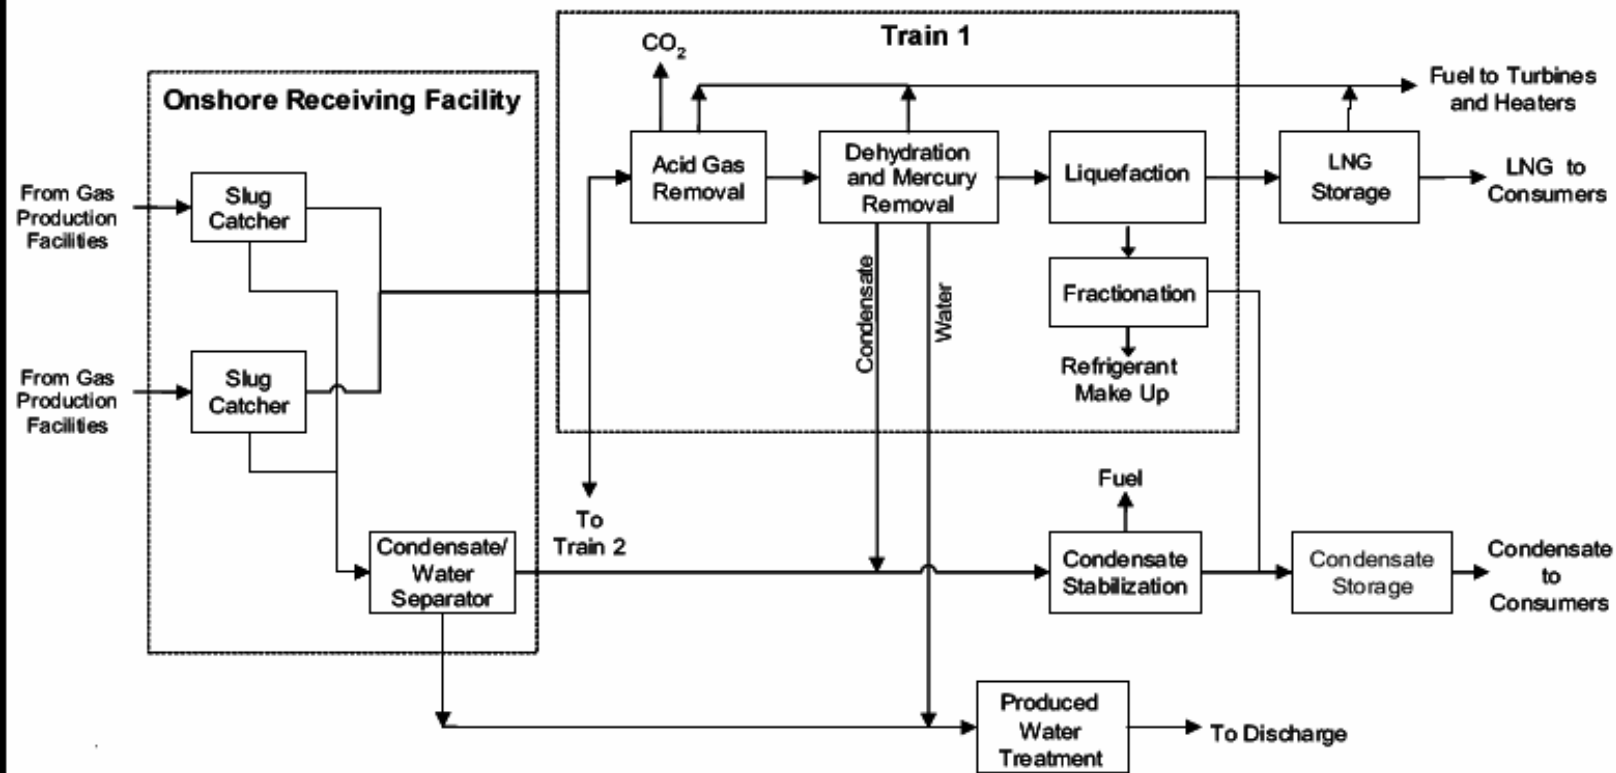 Train 1
CO2
Fuel to Turbines
and Heaters
Onshore Receiving Facility
Acid Gas
Removal
Dehydration
and Mercury
Removal
Liquefaction
LNG
Storage
LNG to
Consumers
From Gas
Production
Facilities
Slug
Catcher
Condensate
Water
Fractionation
Refrigerant
Make Up
From Gas
Production
Facilities
Slug
Catcher
To
Train 2
Fuel
Condensate/
Water
Separator
Condensate
Stabilization
Condensate
Storage
Condensate
to
Consumers
Produced
Water
Treatment
To Discharge